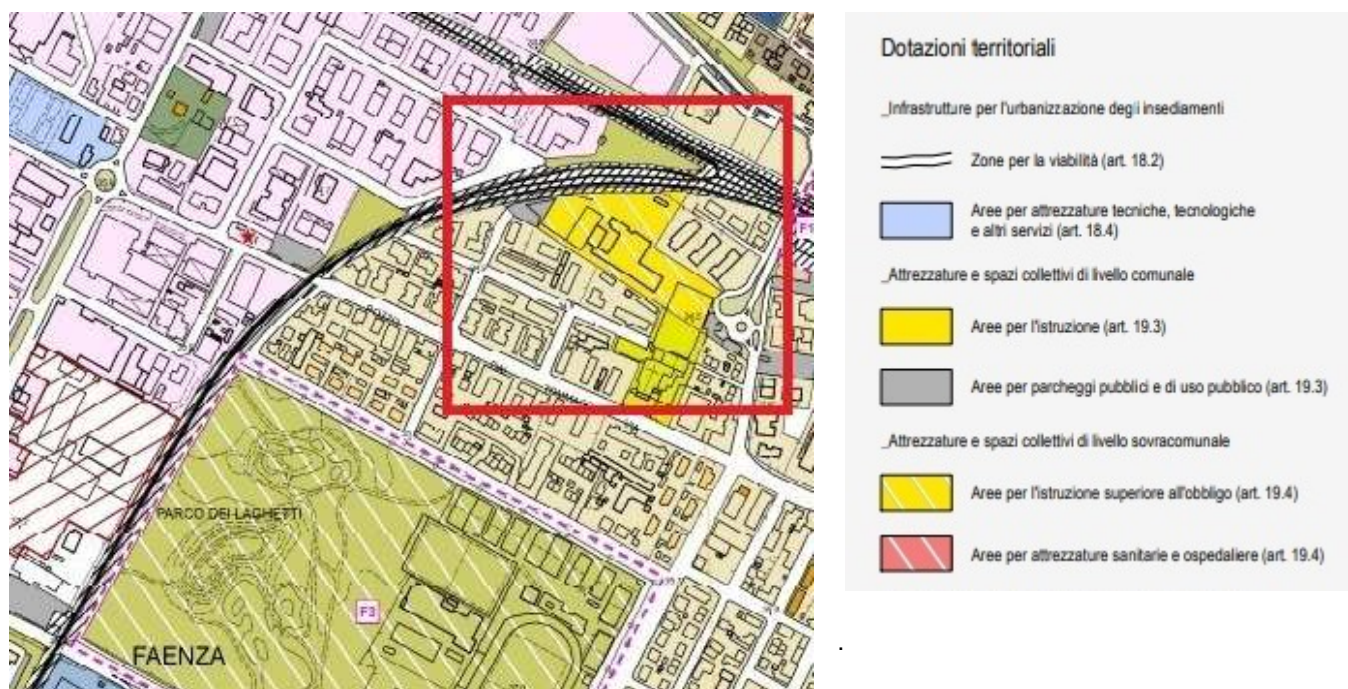 PARCO DEI LAGHETTI
F3
FAENZA
F1
Dotazioni territoriali
_Infrastrutture per l'urbanizzazione degli insediamenti
Zone per la viabilità (art. 18.2)
Aree per attrezzature tecniche, tecnologiche
e altri servizi (art. 18.4)
_Attrezzature e spazi collettivi di livello comunale
Aree per l'istruzione (art. 19.3)
Aree per parcheggi pubblici e di uso pubblico (art. 19.3)
_Attrezzature e spazi collettivi di livello sovracomunale
Aree per l'istruzione superiore all'obbligo (art. 19.4)
Aree per attrezzature sanitarie e ospedaliere (art. 19.4)
.